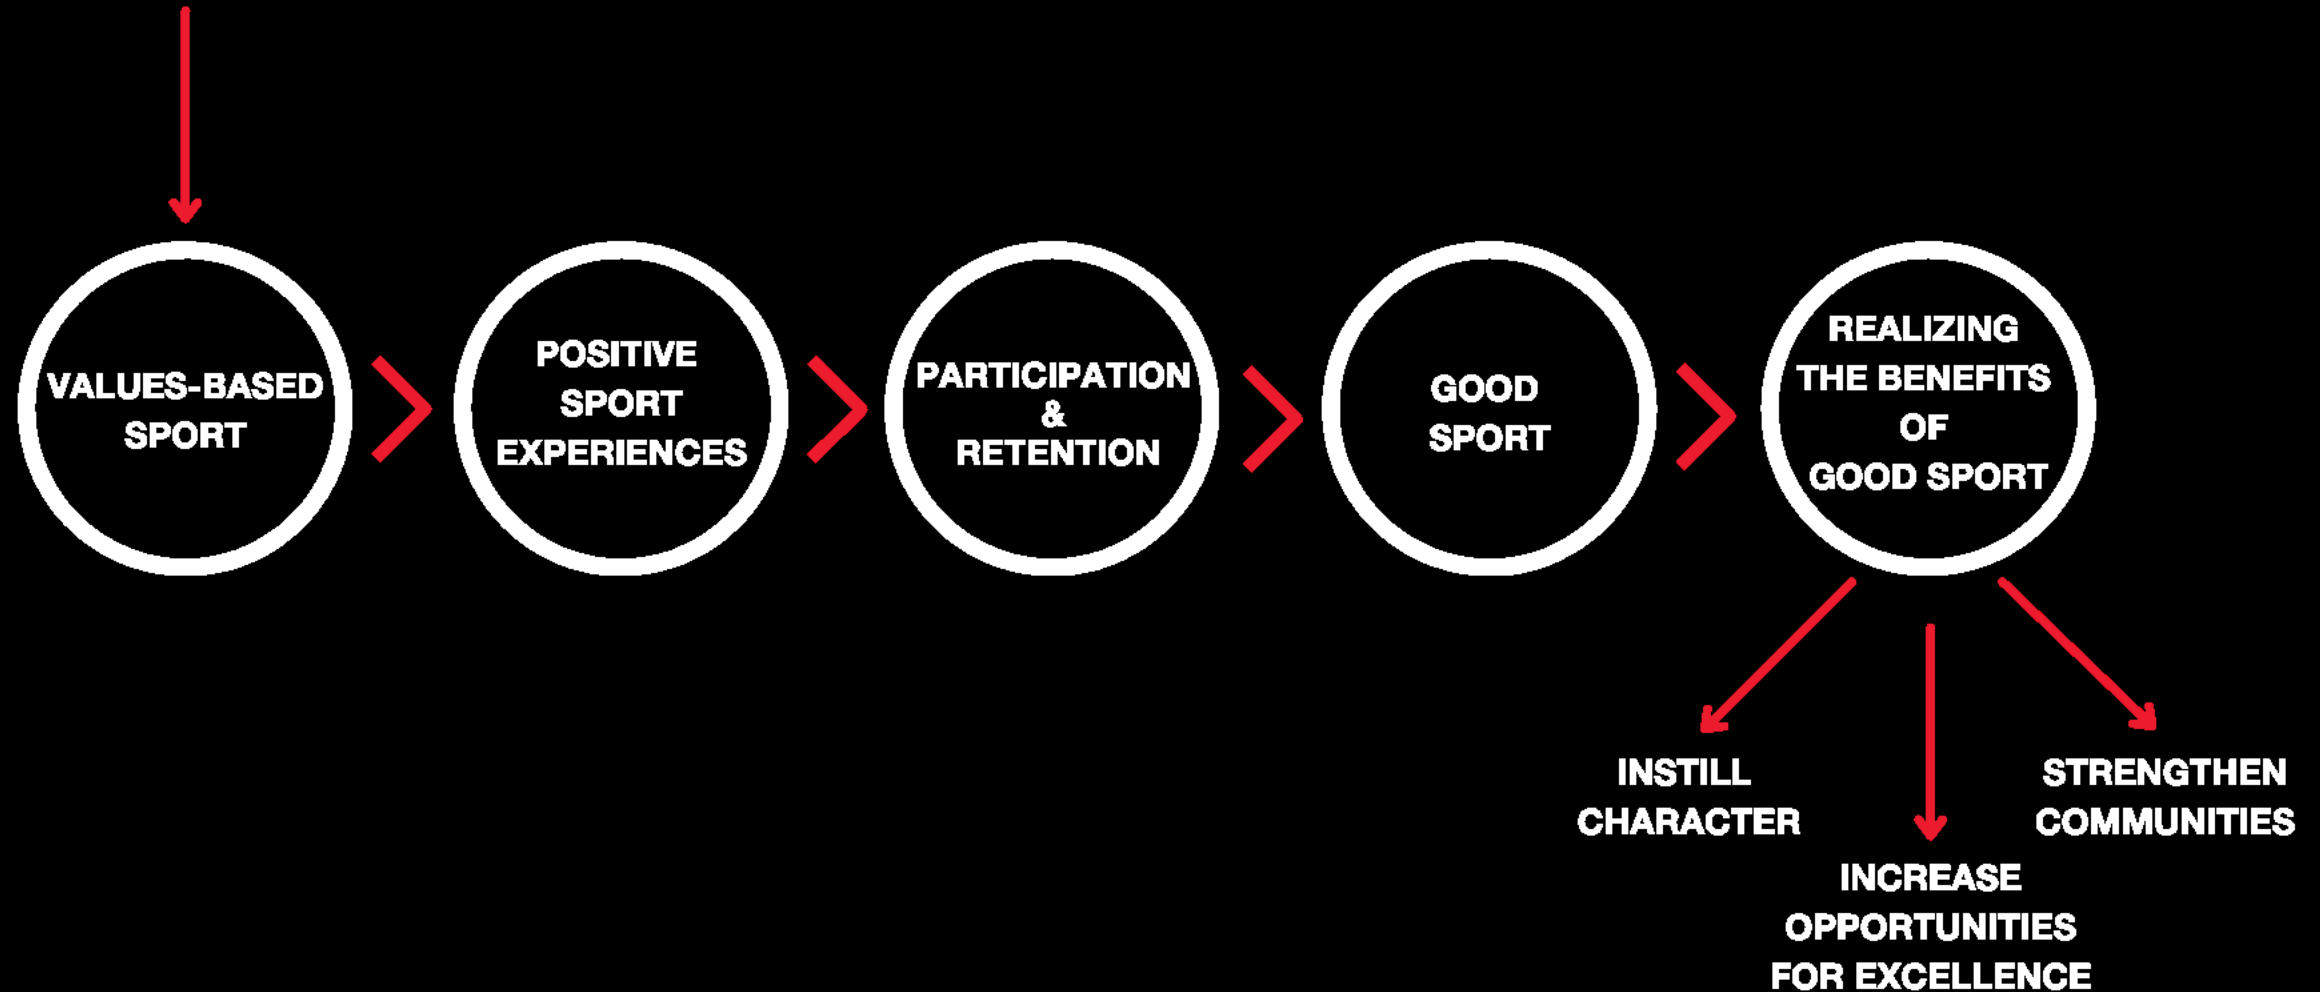 VALUES-BASED
SPORT
POSITIVE
SPORT
EXPERIENCES
PARTICIPATION
&
RETENTION
GOOD
SPORT
REALIZING
THE BENEFITS
OF
GOOD SPORT
INSTILL
CHARACTER
INCREASE
OPPORTUNITIES
FOR EXCELLENCE
STRENGTHEN
COMMUNITIES